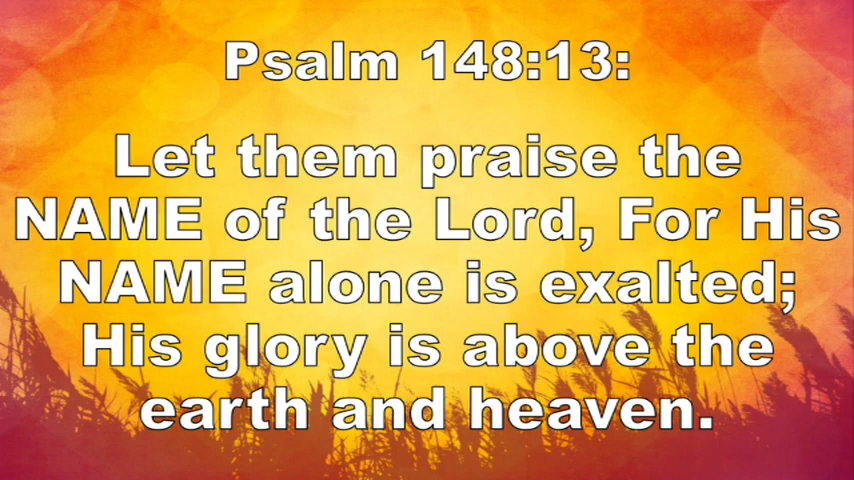 Psalm 148:13:
Let them praise the
NAME of the Lord, For His
NAME alone is exalted;
His glory is above the
earth and heaven.